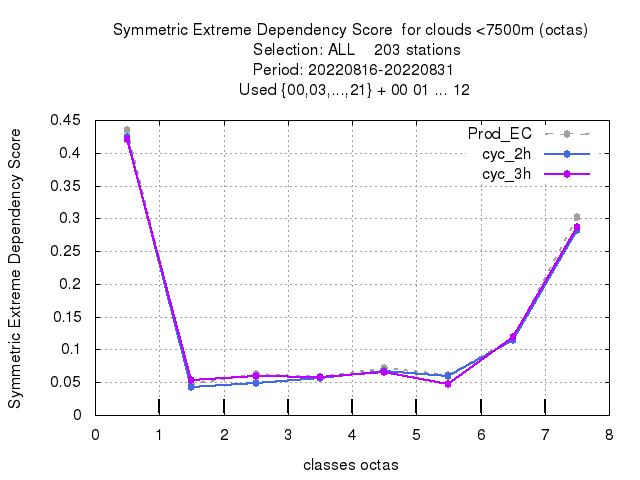 Symmetric Extreme Dependency Score  for clouds <7500m (octas)
Selection: ALL    203 stations
Period: 20220816-20220831
Used {00,03,...,21} + 00 01 ... 12
Symmetric Extreme Dependency Score
0.45
0.4
0.35
0.3
0.25
0.2
0.15
0.1
0.05
0
Prod_EC
cyc_2h
cyc_3h
0 1 2 3 4 5 6 7 8
classes octas